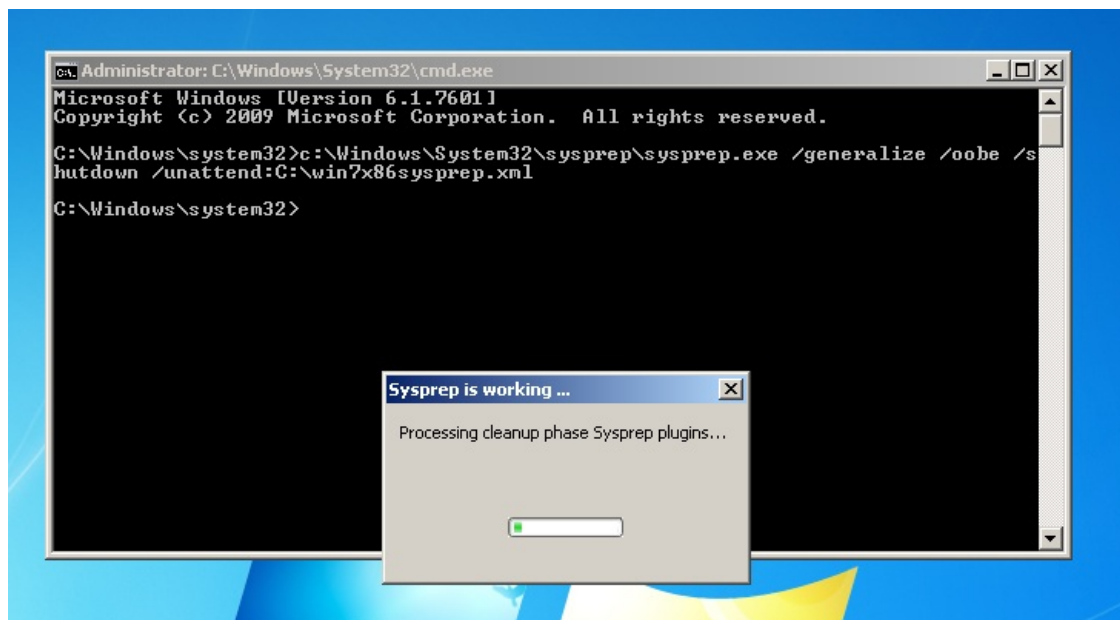 Administrator: C:\Windows\System32\cmd.exe
Microsoft Windows [Version 6.1.7601]
Copyright (c) 2009 Microsoft Corporation.  All rights reserved.
C:\Windows\system32>c:\Windows\System32\sysprep\sysprep.exe /generalize /oobe /s
hutdown /unattend:C:\win7x86sysprep.xml
C:\Windows\system32>
Sysprep is working ...
Processing cleanup phase Sysprep plugins...